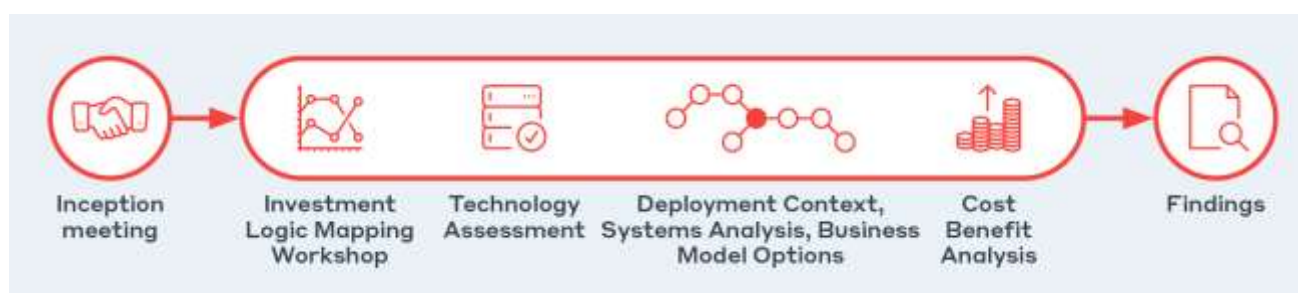 Inception
meeting
Investment
Logic Mapping
Workshop
Technology
Assessment
Deployment Context,
Systems Analysis, Business
Model Options
Cost
Benefit
Analysis
Findings